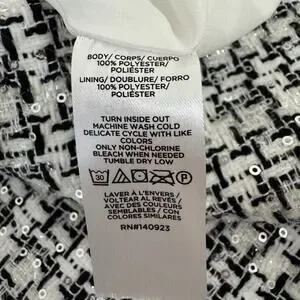 BODY/ CORPS/ CUERPO
100% POLYESTER/
POLIÉSTER
LINING/ DOUBLURE/ FORRO
100% POLYESTER/
POLIÉSTER
TURN INSIDE OUT
MACHINE WASH COLD
DELICATE CYCLE WITH LIKE
COLORS
ONLY NON-CHLORINE
BLEACH WHEN NEEDED
TUMBLE DRY LOW
30 P
LAVER À L'ENVERS /
VOLTEAR AL REVÉS /
AVEC DES COULEURS
SEMBLABLES / CON
COLORES SIMILARES
RN#140923